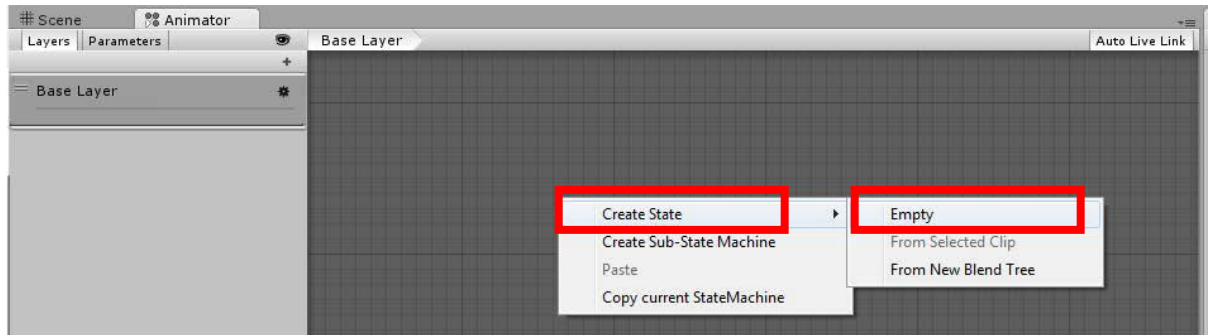 Scene Animator
Layers Parameters Base Layer Auto Live Link
+
Base Layer
Create State Empty
Create Sub-State Machine From Selected Clip
Paste From New Blend Tree
Copy current StateMachine